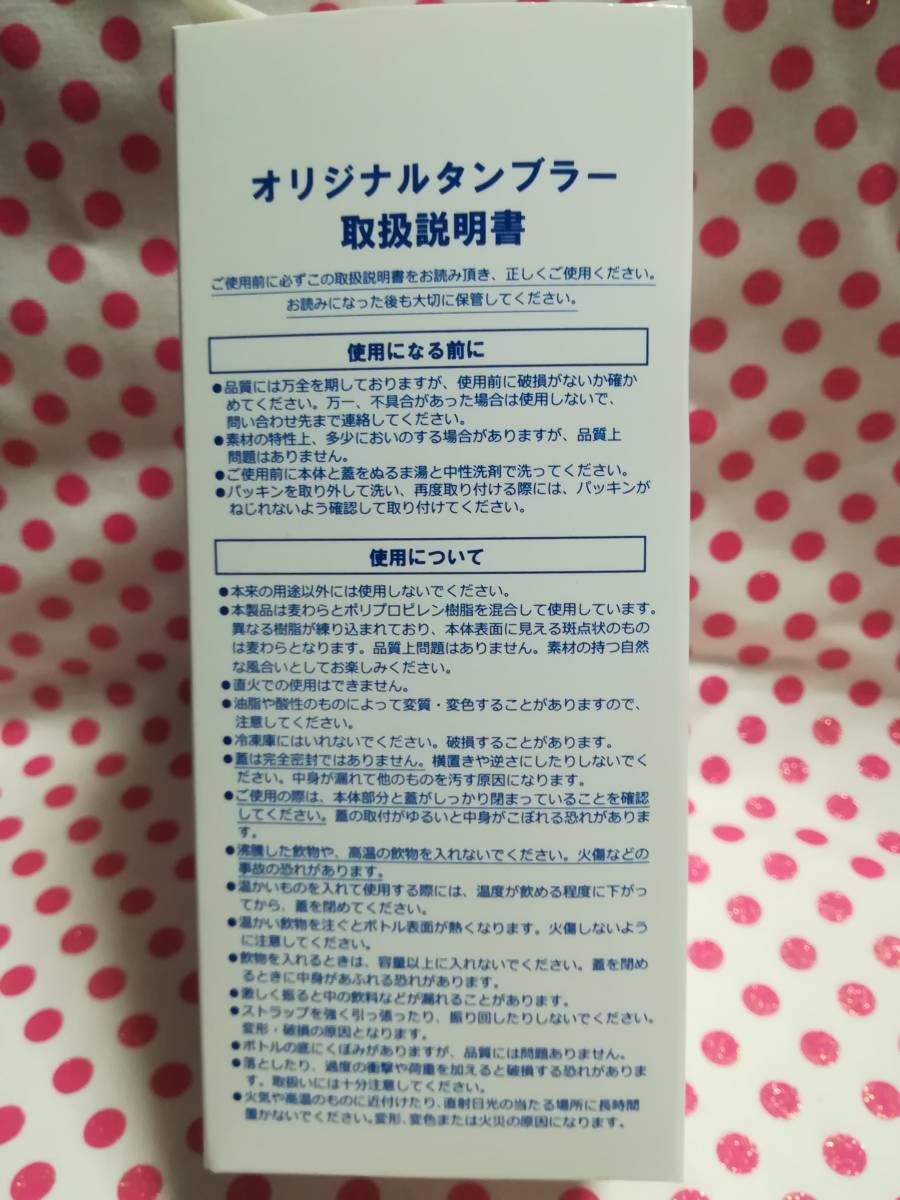 オリジナルタンブラー
取扱説明書
ご使用前に必ずこの取扱説明書をお読み頂き、正しくご使用ください。
お読みになった後も大切に保管してください。
使用になる前に
●品質には万全を期しておりますが、使用前に破損がないか確か
めてください。万一、不具合があった場合は使用しないで、
問い合わせ先まで連絡してください。
●素材の特性上、多少においのする場合がありますが、品質上
問題はありません。
●ご使用前に本体と蓋をぬるま湯と中性洗剤で洗ってください。
●パッキンを取り外して洗い、再度取り付ける際には、パッキンが
ねじれないよう確認して取り付けてください。
使用について
●本来の用途以外には使用しないでください。
●本製品は麦わらとポリプロピレン樹脂を混合して使用しています。
異なる樹脂が練り込まれており、本体表面に見える斑点状のもの
は麦わらとなります。品質上問題はありません。素材の持つ自然
な風合いとしてお楽しみください。
●直火での使用はできません。
●油脂や酸性のものによって変質・変色することがありますので、
注意してください。
●冷凍庫にはいれないでください。破損することがあります。
●蓋は完全密封ではありません。横置きや逆さにしたりしないでく
ださい。中身が漏れて他のものを汚す原因になります。
●ご使用の際は、本体部分と蓋がしっかり閉まっていることを確認
してください。蓋の取付がゆるいと中身がこぼれる恐れがありま
す。
●沸騰した飲物や、高温の飲物を入れないでください。火傷などの
事故の恐れがあります。
●温かいものを入れて使用する際には、温度が飲める程度に下がっ
てから、蓋を閉めてください。
●温かい飲物を注ぐとボトル表面が熱くなります。火傷しないよう
に注意してください。
●飲物を入れるときは、容量以上に入れないでください。蓋を閉め
るときに中身があふれる恐れがあります。
●激しく振ると中の飲料などが漏れることがあります。
●ストラップを強く引っ張ったり、振り回したりしないでください。
変形・破損の原因となります。
●ボトルの底にくぼみがありますが、品質には問題ありません。
●落としたり、過度の衝撃や荷重を加えると破損する恐れがありま
す。取扱いには十分注意してください。
●火気や高温のものに近付けたり、直射日光の当たる場所に長時間
置かないでください。変形、変色または火災の原因になります。